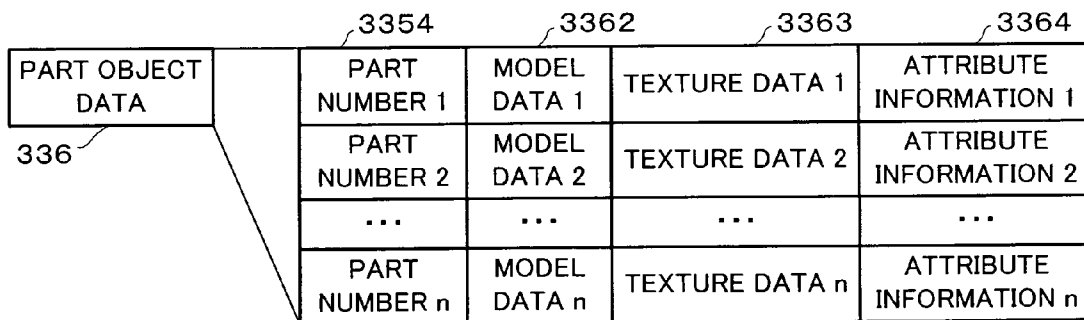 3354 3362 3363 3364
PART OBJECT
DATA
336
PART
NUMBER 1
MODEL
DATA 1
TEXTURE DATA 1
ATTRIBUTE
INFORMATION 1
PART
NUMBER 2
MODEL
DATA 2
TEXTURE DATA 2
ATTRIBUTE
INFORMATION 2
... ... ... ...
PART
NUMBER n
MODEL
DATA n
TEXTURE DATA n
ATTRIBUTE
INFORMATION n